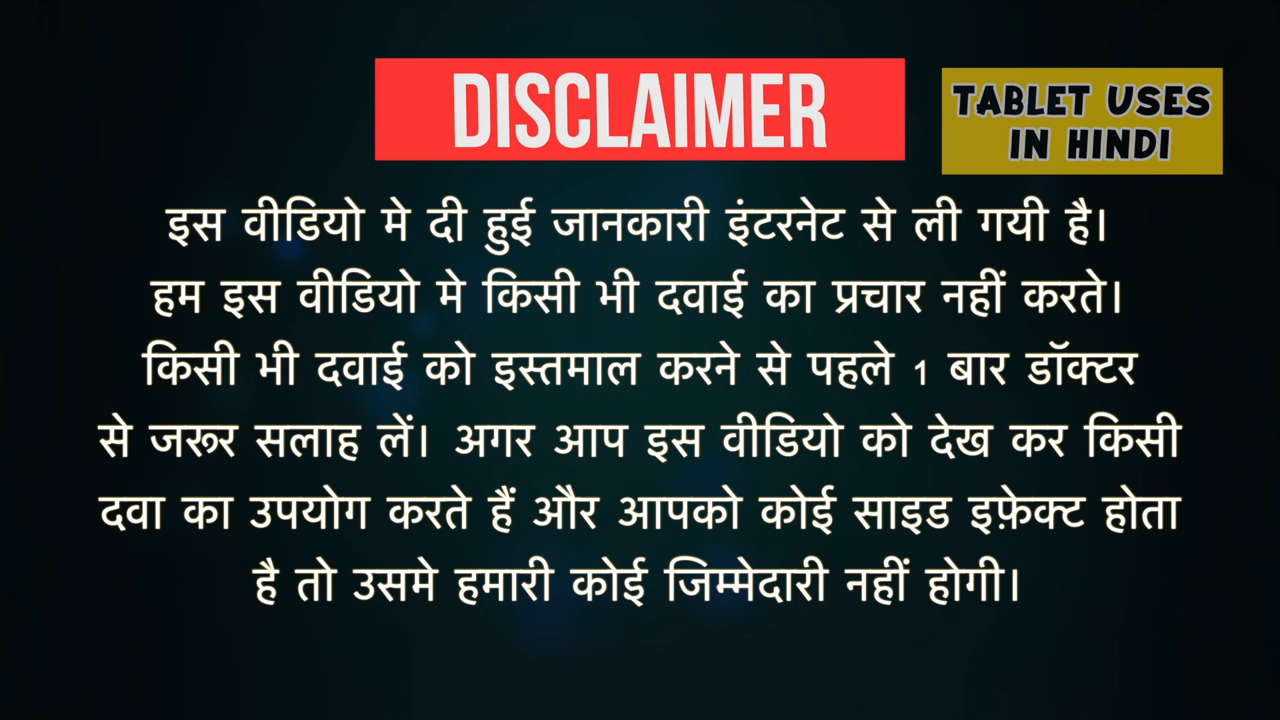 DISCLAIMER
TABLET USES
IN HINDI
इस वीडियो मे दी हुई जानकारी इंटरनेट से ली गयी है।
हम इस वीडियो मे किसी भी दवाई का प्रचार नहीं करते।
किसी भी दवाई को इस्तमाल करने से पहले 1 बार डॉक्टर
से जरूर सलाह लें। अगर आप इस वीडियो को देख कर किसी
दवा का उपयोग करते हैं और आपको कोई साइड इफ़ेक्ट होता
है तो उसमे हमारी कोई जिम्मेदारी नहीं होगी।